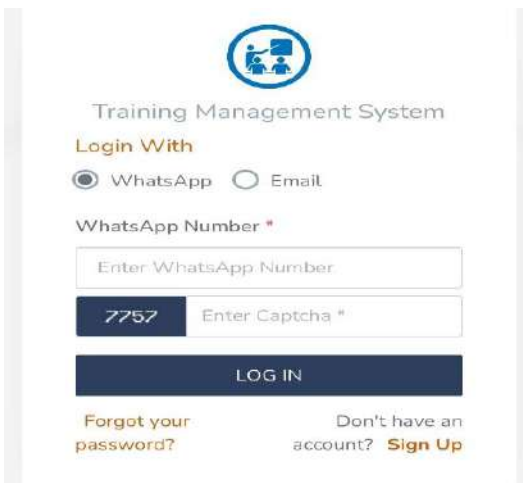 Training Management System
Login With
WhatsApp Email
WhatsApp Number *
Enter WhatsApp Number
7757 Enter Captcha *
LOG IN
Forgot your password?
Don't have an account? Sign Up